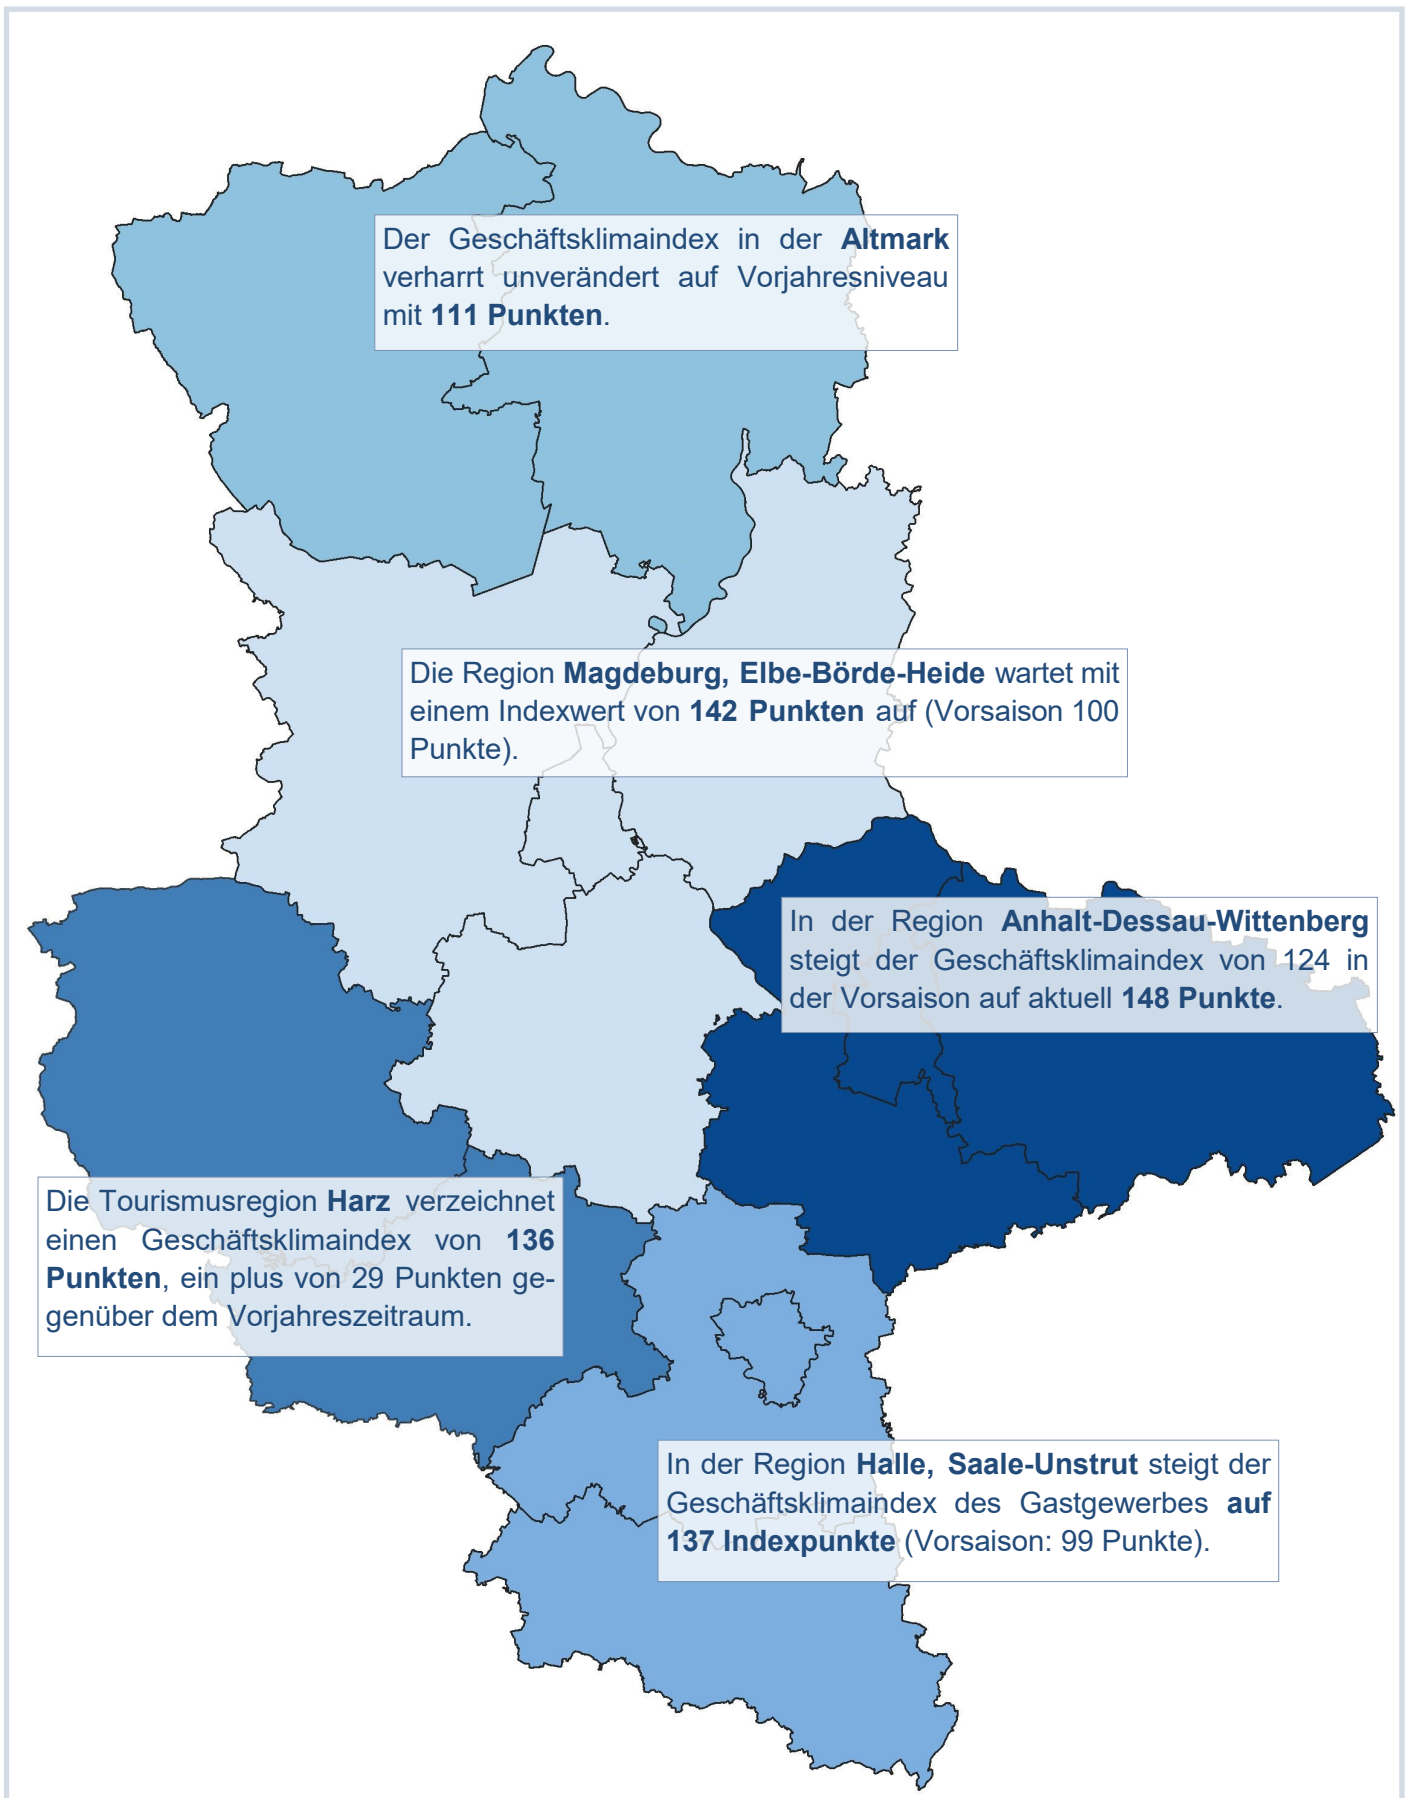 Der Geschäftsklimaindex in der Altmark
verharrt unverändert auf Vorjahresniveau
mit 111 Punkten.
Die Region Magdeburg, Elbe-Börde-Heide wartet mit
einem Indexwert von 142 Punkten auf (Vorsaison 100
Punkte).
In der Region Anhalt-Dessau-Wittenberg
steigt der Geschäftsklimaindex von 124 in
der Vorsaison auf aktuell 148 Punkte.
Die Tourismusregion Harz verzeichnet
einen Geschäftsklimaindex von 136
Punkten, ein plus von 29 Punkten ge-
genüber dem Vorjahreszeitraum.
In der Region Halle, Saale-Unstrut steigt der
Geschäftsklimaindex des Gastgewerbes auf
137 Indexpunkte (Vorsaison: 99 Punkte).